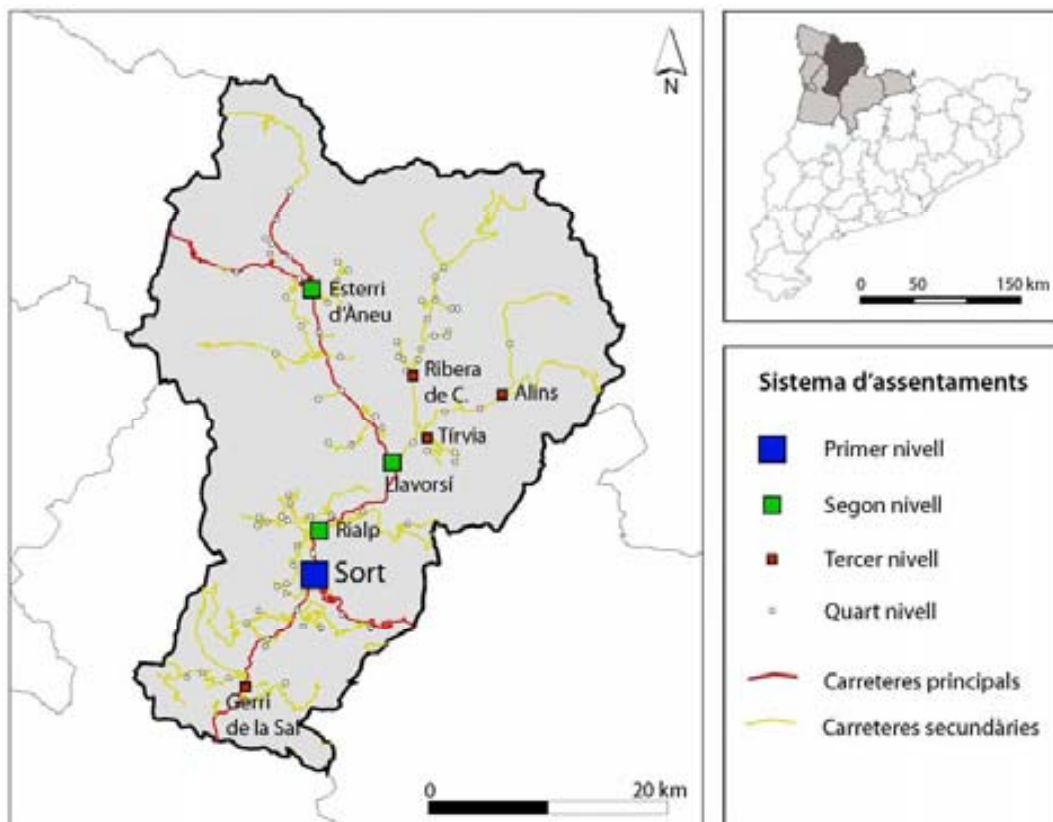 N
Esterri
d'Àneu
Ribera
de C.
Alins
Tírvia
Llavorsí
Rialp
Sort
Gerri
de la Sal
0 20 km
0 50 100 150 km
Sistema d'assentaments
Primer nivell
Segon nivell
Tercer nivell
Quart nivell
Carreteres principals
Carreteres secundàries